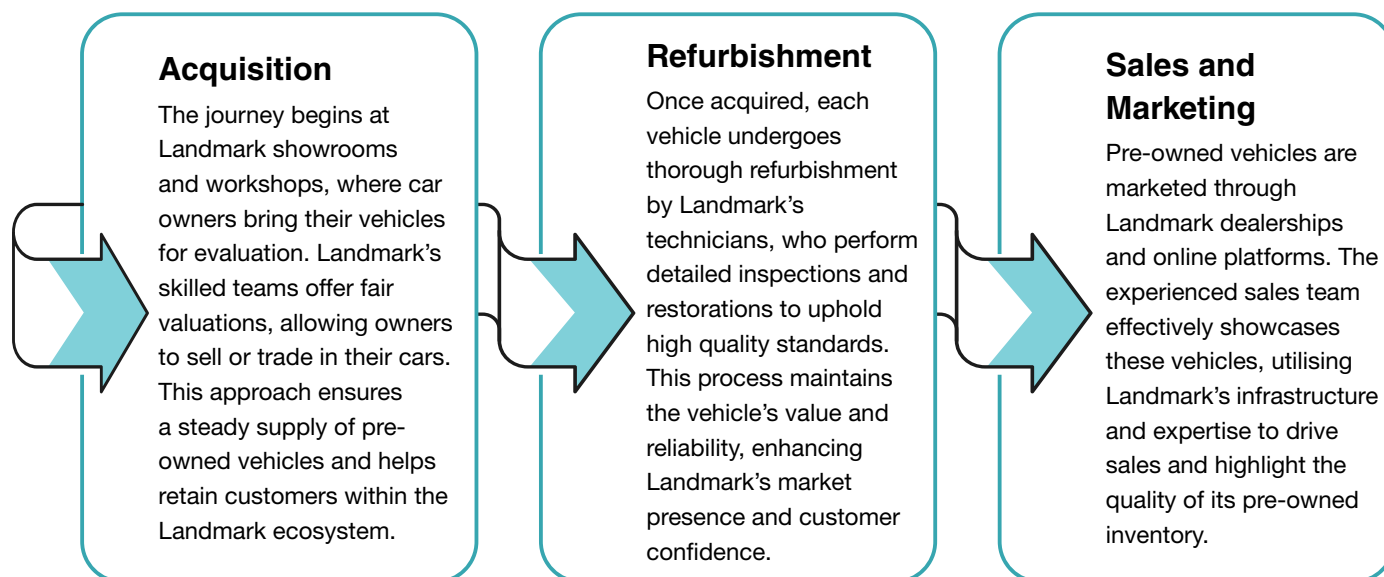 Acquisition
The journey begins at
Landmark showrooms
and workshops, where car
owners bring their vehicles
for evaluation. Landmark’s
skilled teams offer fair
valuations, allowing owners
to sell or trade in their cars.
This approach ensures
a steady supply of pre-
owned vehicles and helps
retain customers within the
Landmark ecosystem.
Refurbishment
Once acquired, each
vehicle undergoes
thorough refurbishment
by Landmark’s
technicians, who perform
detailed inspections and
restorations to uphold
high quality standards.
This process maintains
the vehicle’s value and
reliability, enhancing
Landmark’s market
presence and customer
confidence.
Sales and
Marketing
Pre-owned vehicles are
marketed through
Landmark dealerships
and online platforms. The
experienced sales team
effectively showcases
these vehicles, utilising
Landmark’s infrastructure
and expertise to drive
sales and highlight the
quality of its pre-owned
inventory.